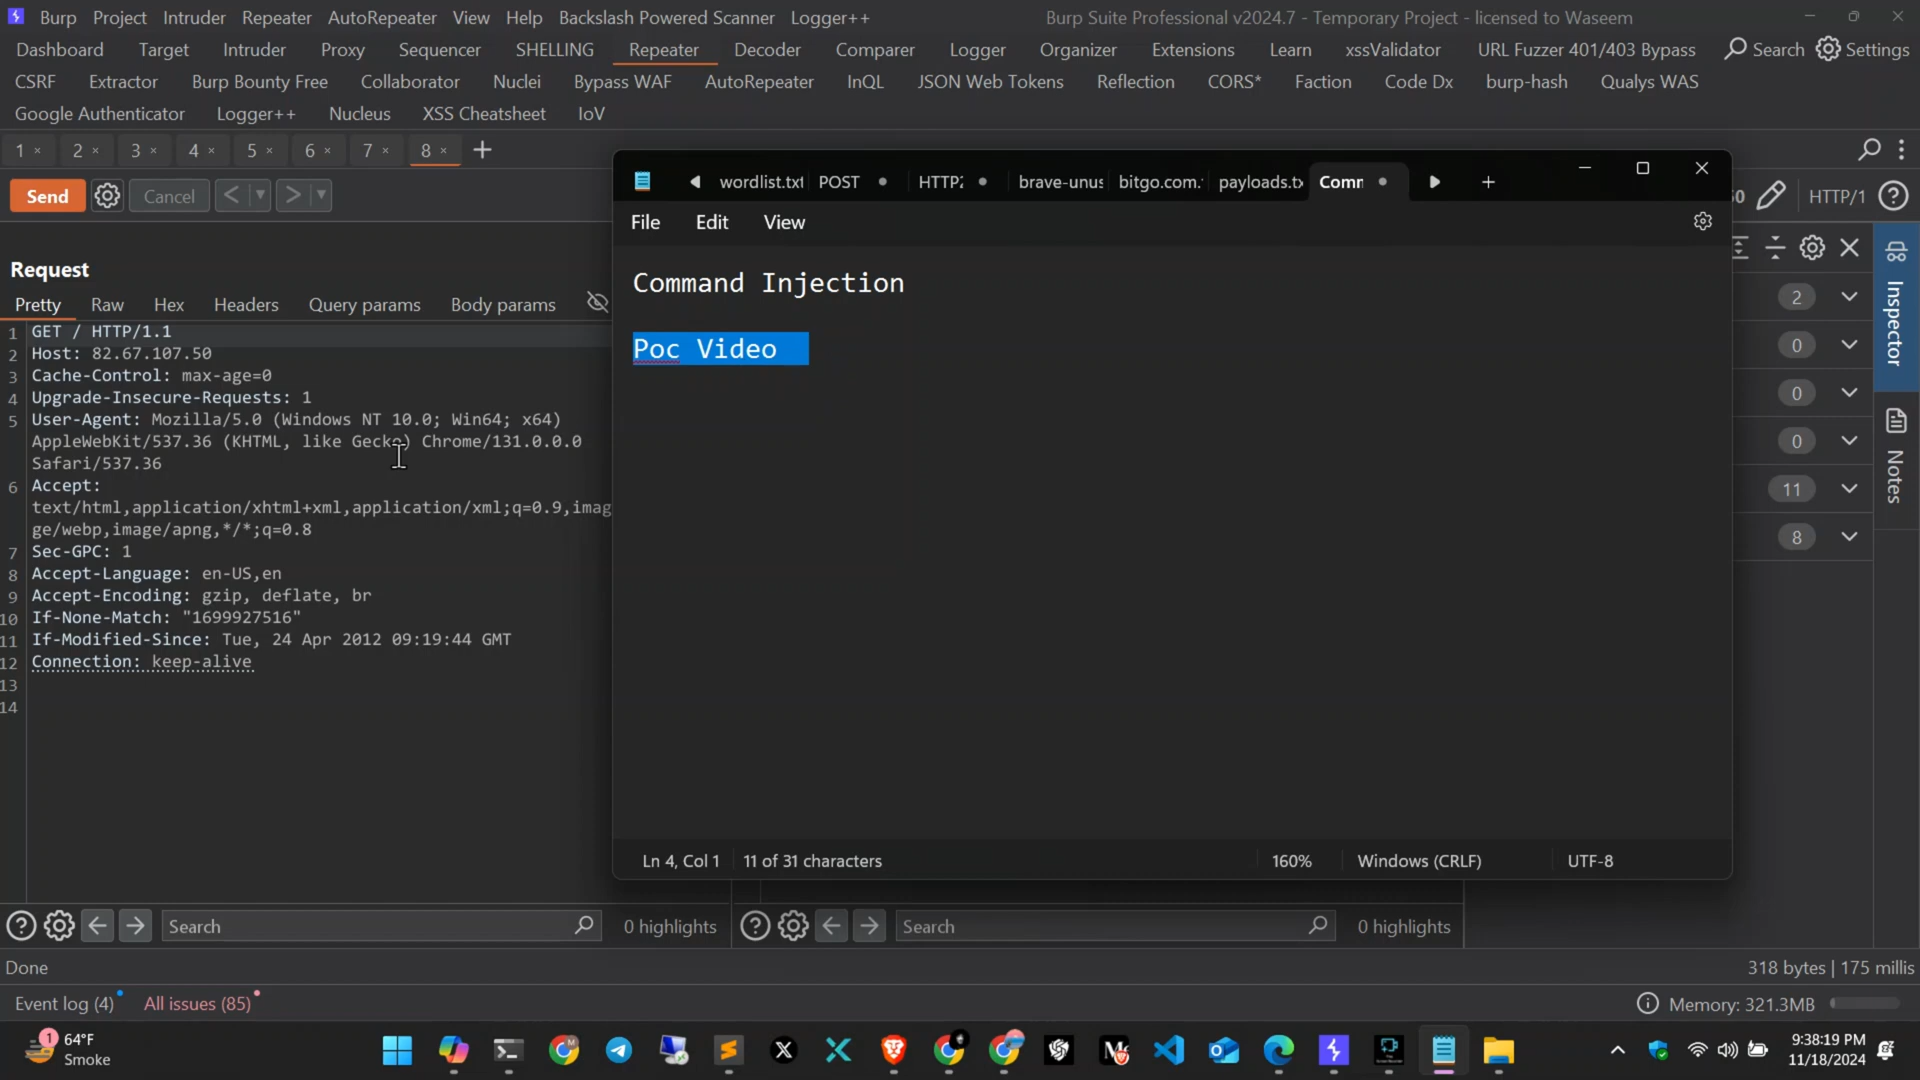 Burp Project Intruder Repeater AutoRepeater View Help Backslash Powered Scanner Logger++ Burp Suite Professional v2024.7 - Temporary Project - licensed to Waseem
Dashboard Target Intruder Proxy Sequencer SHELLING Repeater Decoder Comparer Logger Organizer Extensions Learn xssValidator URL Fuzzer 401/403 Bypass Search Settings
CSRF Extractor Burp Bounty Free Collaborator Nuclei Bypass WAF AutoRepeater InQL JSON Web Tokens Reflection CORS* Faction Code Dx burp-hash Qualys WAS
Google Authenticator Logger++ Nucleus XSS Cheatsheet IoV
1 × 2 × 3 × 4 × 5 × 6 × 7 × 8 × +
Send Cancel < >
HTTP/1 ?
Request
Pretty Raw Hex Headers Query params Body params
1 GET / HTTP/1.1
2 Host: 82.67.107.50
3 Cache-Control: max-age=0
4 Upgrade-Insecure-Requests: 1
5 User-Agent: Mozilla/5.0 (Windows NT 10.0; Win64; x64)
AppleWebKit/537.36 (KHTML, like Gecko) Chrome/131.0.0.0
Safari/537.36
6 Accept:
text/html,application/xhtml+xml,application/xml;q=0.9,imag
ge/webp,image/apng,*/*;q=0.8
7 Sec-GPC: 1
8 Accept-Language: en-US,en
9 Accept-Encoding: gzip, deflate, br
10 If-None-Match: "1699927516"
11 If-Modified-Since: Tue, 24 Apr 2012 09:19:44 GMT
12 Connection: keep-alive
13
14
wordlist.txt POST HTTP2 brave-unus bitgo.com. payloads.tx Comm +
File Edit View
Command Injection
Poc Video
Ln 4, Col 1 11 of 31 characters 160% Windows (CRLF) UTF-8
2
0
0
0
11
8
Inspector
Notes
Search 0 highlights Search 0 highlights
Done 318 bytes | 175 millis
Event log (4) All issues (85) Memory: 321.3MB
1 64°F
Smoke
9:38:19 PM
11/18/2024